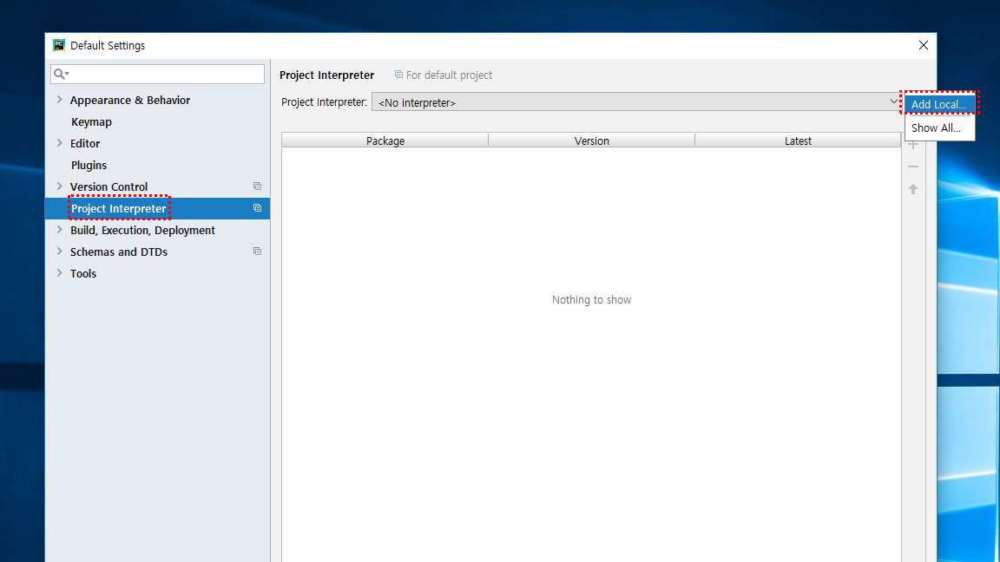 Default Settings
Appearance & Behavior
Keymap
Editor
Plugins
Version Control
Project Interpreter
Build, Execution, Deployment
Schemas and DTDs
Tools
Project Interpreter For default project
Project Interpreter: <No interpreter>
Add Local...
Show All...
Package Version Latest
Nothing to show